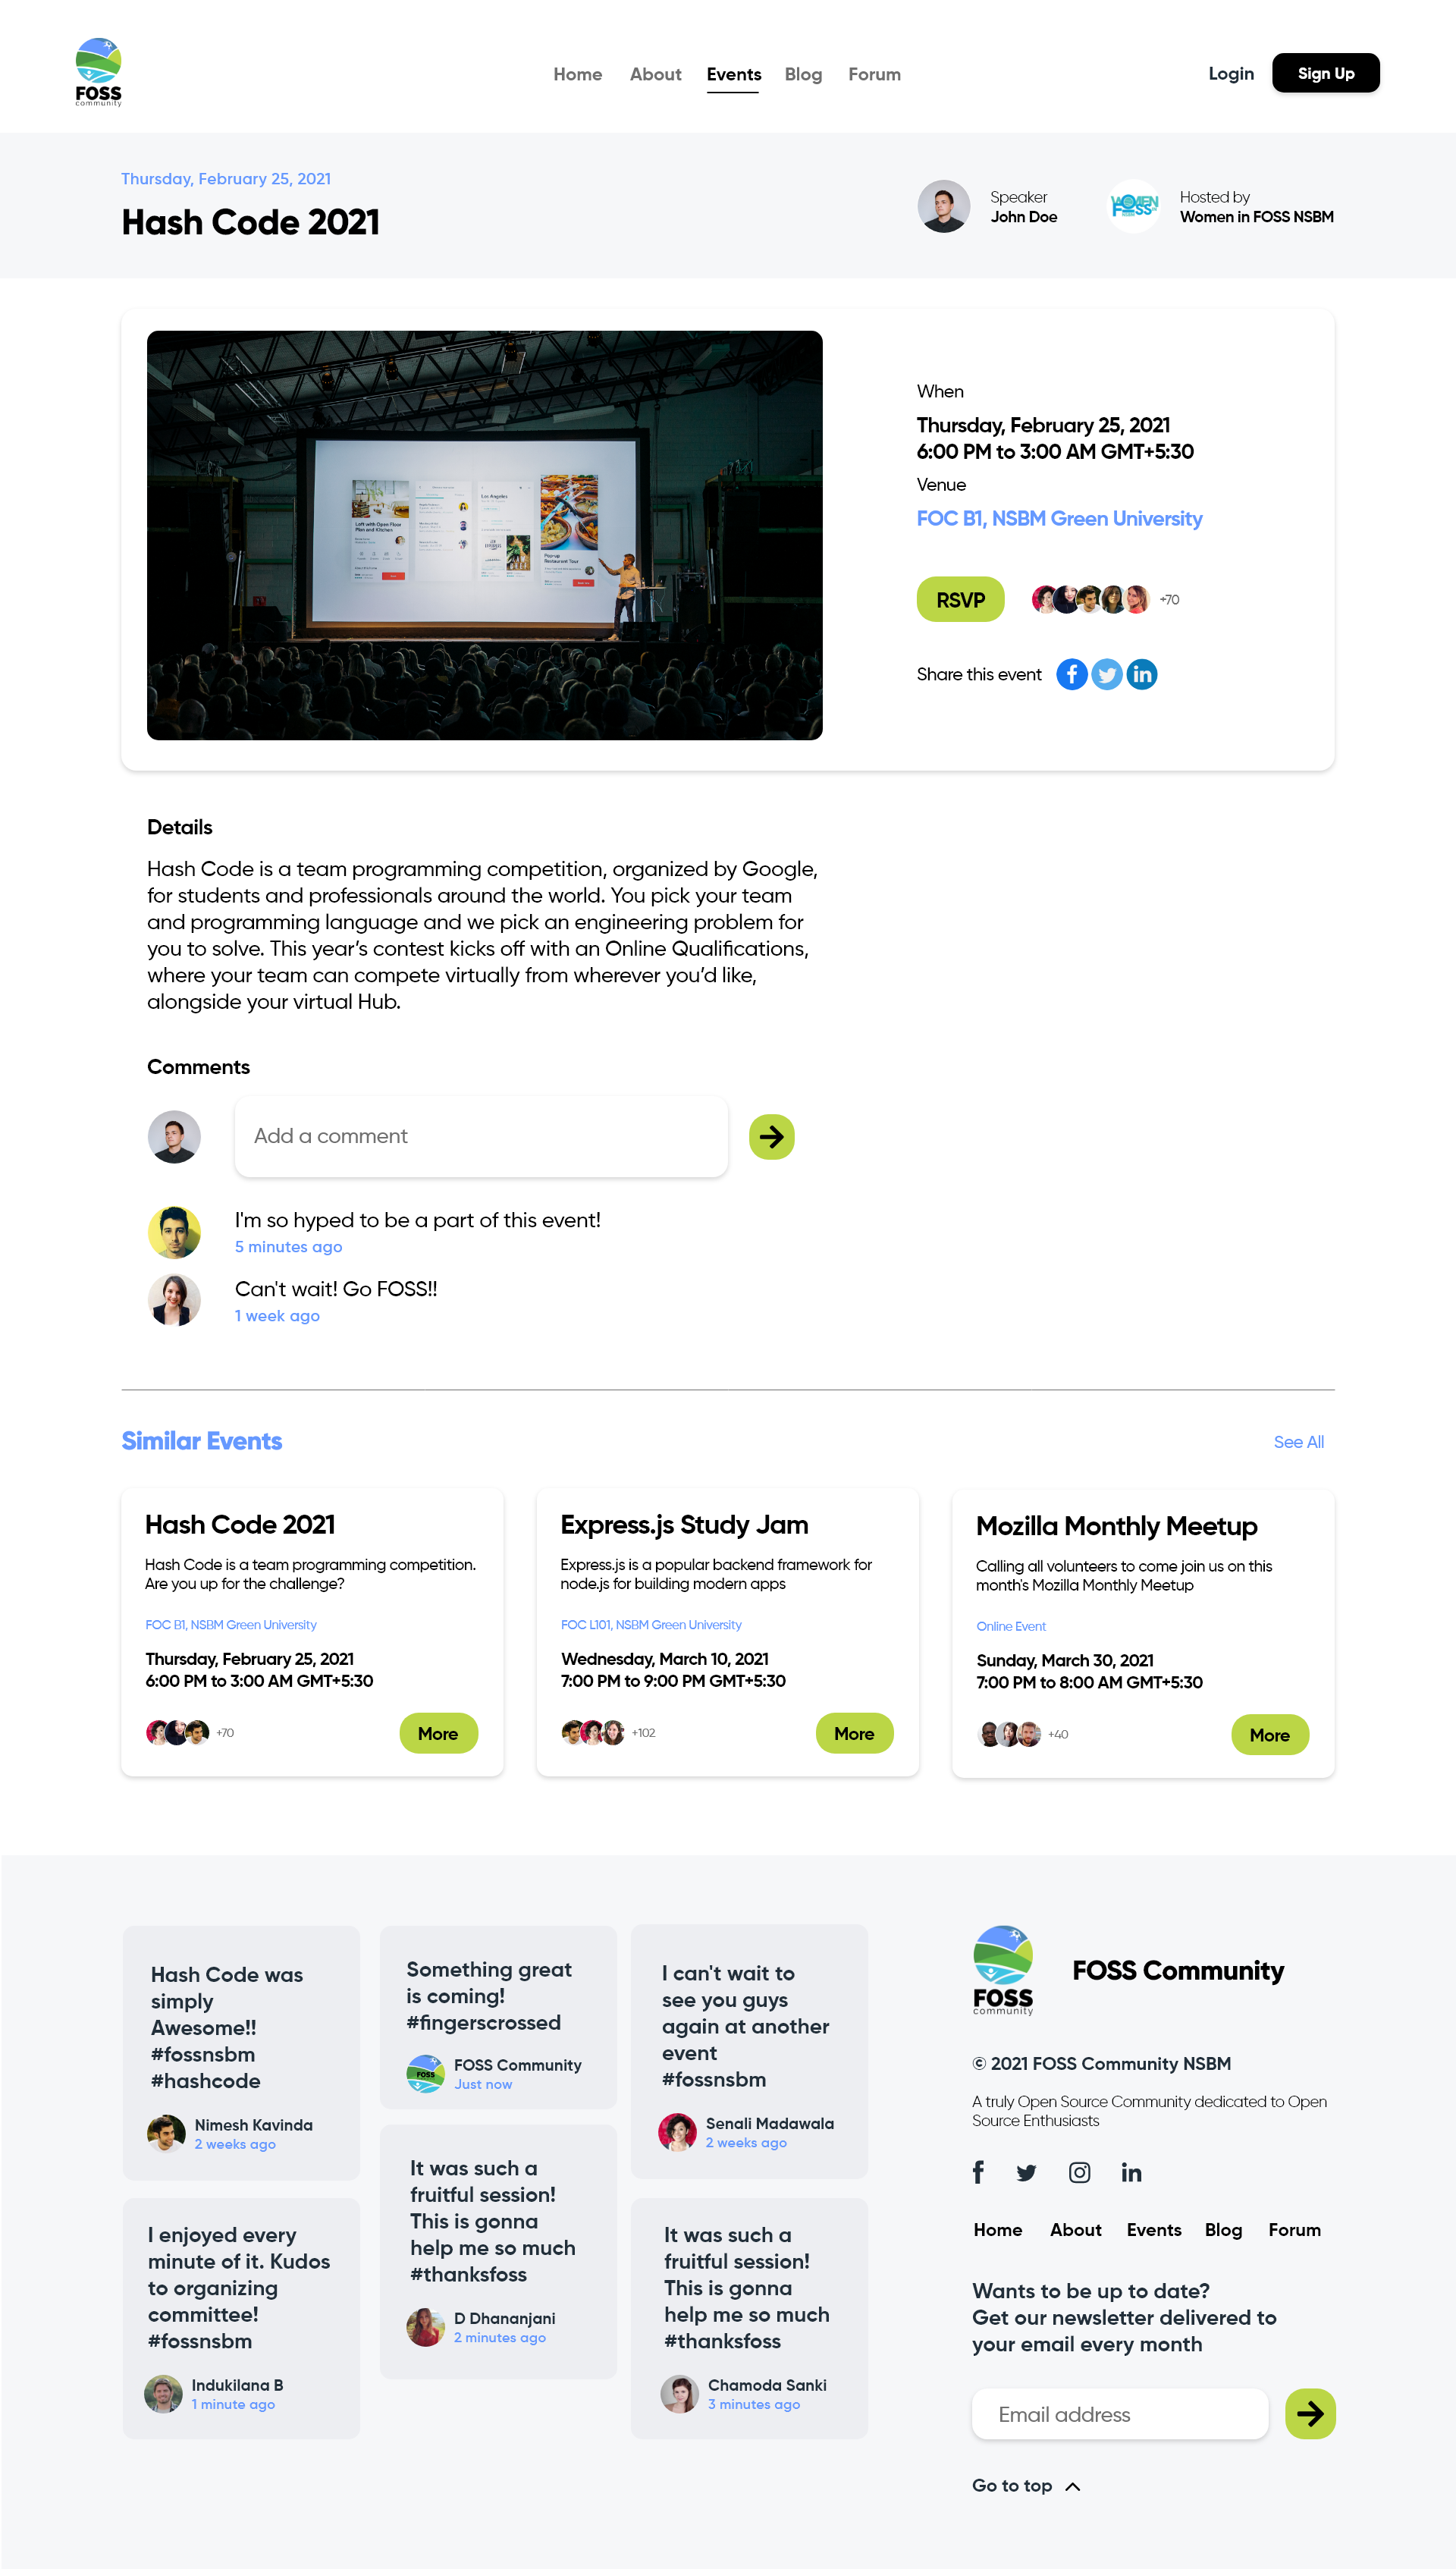 FOSS
community
Home
About
Events
Blog
Forum
Login
Sign Up
Thursday, February 25, 2021
Hash Code 2021
Speaker
John Doe
WOMEN
FOSS
Hosted by
Women in FOSS NSBM
Los Angeles
Loft with Open Floor
Plan and Kitchen
Pop-up
Restaurant Tour
When
Thursday, February 25, 2021
6:00 PM to 3:00 AM GMT+5:30
Venue
FOC B1, NSBM Green University
RSVP
+70
Share this event
Details
Hash Code is a team programming competition, organized by Google,
for students and professionals around the world. You pick your team
and programming language and we pick an engineering problem for
you to solve. This year’s contest kicks off with an Online Qualifications,
where your team can compete virtually from wherever you’d like,
alongside your virtual Hub.
Comments
Add a comment
I'm so hyped to be a part of this event!
5 minutes ago
Can't wait! Go FOSS!!
1 week ago
Similar Events
See All
Hash Code 2021
Hash Code is a team programming competition.
Are you up for the challenge?
FOC B1, NSBM Green University
Thursday, February 25, 2021
6:00 PM to 3:00 AM GMT+5:30
+70
More
Express.js Study Jam
Express.js is a popular backend framework for
node.js for building modern apps
FOC L101, NSBM Green University
Wednesday, March 10, 2021
7:00 PM to 9:00 PM GMT+5:30
+102
More
Mozilla Monthly Meetup
Calling all volunteers to come join us on this
month's Mozilla Monthly Meetup
Online Event
Sunday, March 30, 2021
7:00 PM to 8:00 AM GMT+5:30
+40
More
Hash Code was
simply
Awesome!!
#fossnsbm
#hashcode
Nimesh Kavinda
2 weeks ago
I enjoyed every
minute of it. Kudos
to organizing
committee!
#fossnsbm
Indukilana B
1 minute ago
Something great
is coming!
#fingerscrossed
FOSS
FOSS Community
Just now
It was such a
fruitful session!
This is gonna
help me so much
#thanksfoss
D Dhananjani
2 minutes ago
I can't wait to
see you guys
again at another
event
#fossnsbm
Senali Madawala
2 weeks ago
It was such a
fruitful session!
This is gonna
help me so much
#thanksfoss
Chamoda Sanki
3 minutes ago
FOSS
community
FOSS Community
© 2021 FOSS Community NSBM
A truly Open Source Community dedicated to Open
Source Enthusiasts
Home
About
Events
Blog
Forum
Wants to be up to date?
Get our newsletter delivered to
your email every month
Email address
Go to top